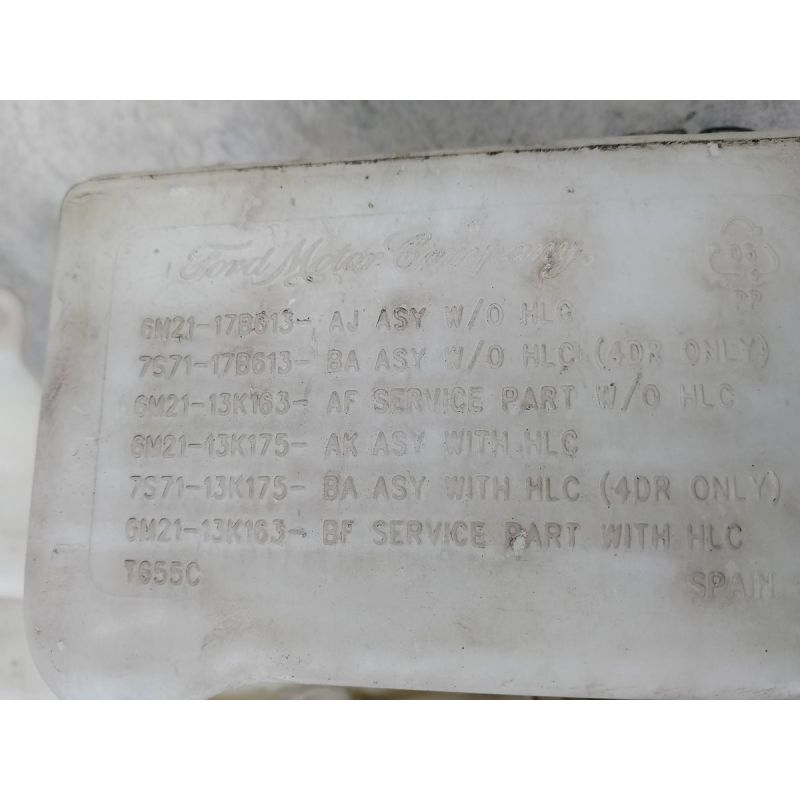 Ford Motor Company
05
PP
6M21-17B613- AJ ASY W/O HLC
7S71-17B613- BA ASY W/O HLC (4DR ONLY)
6M21-13K163- AF SERVICE PART W/O HLC
6M21-13K175- AK ASY WITH HLC
7S71-13K175- BA ASY WITH HLC (4DR ONLY)
6M21-13K163- BF SERVICE PART WITH HLC
TG55C SPAIN